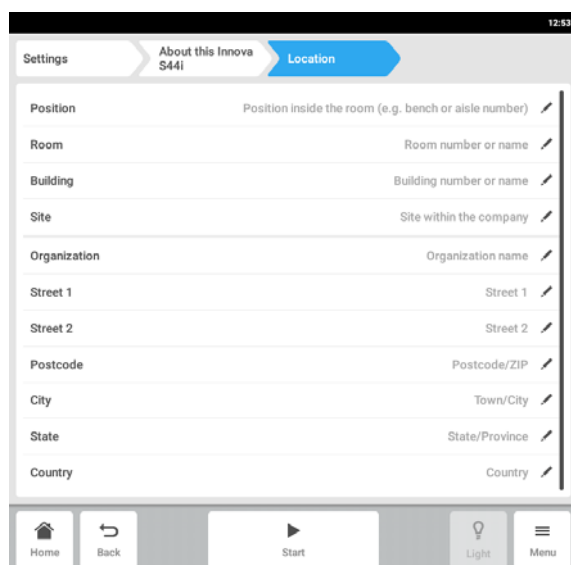 12:53
Settings
About this Innova
S44i
Location
Position Position inside the room (e.g. bench or aisle number)
Room Room number or name
Building Building number or name
Site Site within the company
Organization Organization name
Street 1 Street 1
Street 2 Street 2
Postcode Postcode/ZIP
City Town/City
State State/Province
Country Country
Home Back Start Light Menu